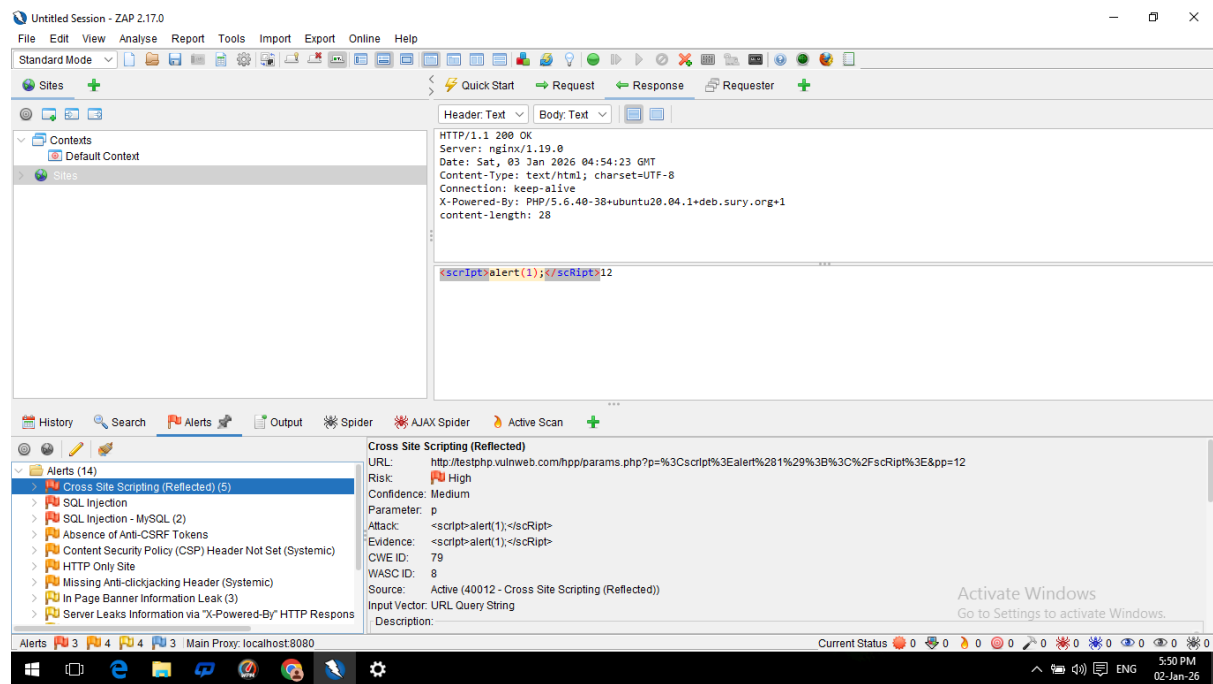 Untitled Session - ZAP 2.17.0
File Edit View Analyse Report Tools Import Export Online Help
Standard Mode
Sites
Quick Start Request Response Requester
Header: Text Body: Text
Contexts
Default Context
Sites
HTTP/1.1 200 OK
Server: nginx/1.19.0
Date: Sat, 03 Jan 2026 04:54:23 GMT
Content-Type: text/html; charset=UTF-8
Connection: keep-alive
X-Powered-By: PHP/5.6.40-38+ubuntu20.04.1+deb.sury.org+1
content-length: 28
<scrIpt>alert(1);</scRipt>12
History Search Alerts Output Spider AJAX Spider Active Scan
Alerts (14)
Cross Site Scripting (Reflected) (5)
SQL Injection
SQL Injection - MySQL (2)
Absence of Anti-CSRF Tokens
Content Security Policy (CSP) Header Not Set (Systemic)
HTTP Only Site
Missing Anti-clickjacking Header (Systemic)
In Page Banner Information Leak (3)
Server Leaks Information via "X-Powered-By" HTTP Respons
Cross Site Scripting (Reflected)
URL: http://testphp.vulnweb.com/hpp/params.php?p=%3CscrIpt%3Ealert%281%29%3B%3C%2FscRipt%3E&pp=12
Risk: High
Confidence: Medium
Parameter: p
Attack: <scrIpt>alert(1);</scRipt>
Evidence: <scrIpt>alert(1);</scRipt>
CWE ID: 79
WASC ID: 8
Source: Active (40012 - Cross Site Scripting (Reflected))
Input Vector: URL Query String
Description:
Activate Windows
Go to Settings to activate Windows.
Alerts 3 4 4 3 Main Proxy: localhost:8080
Current Status 0 0 0 0 0 0 0 0 0 0
ENG
5:50 PM
02-Jan-26